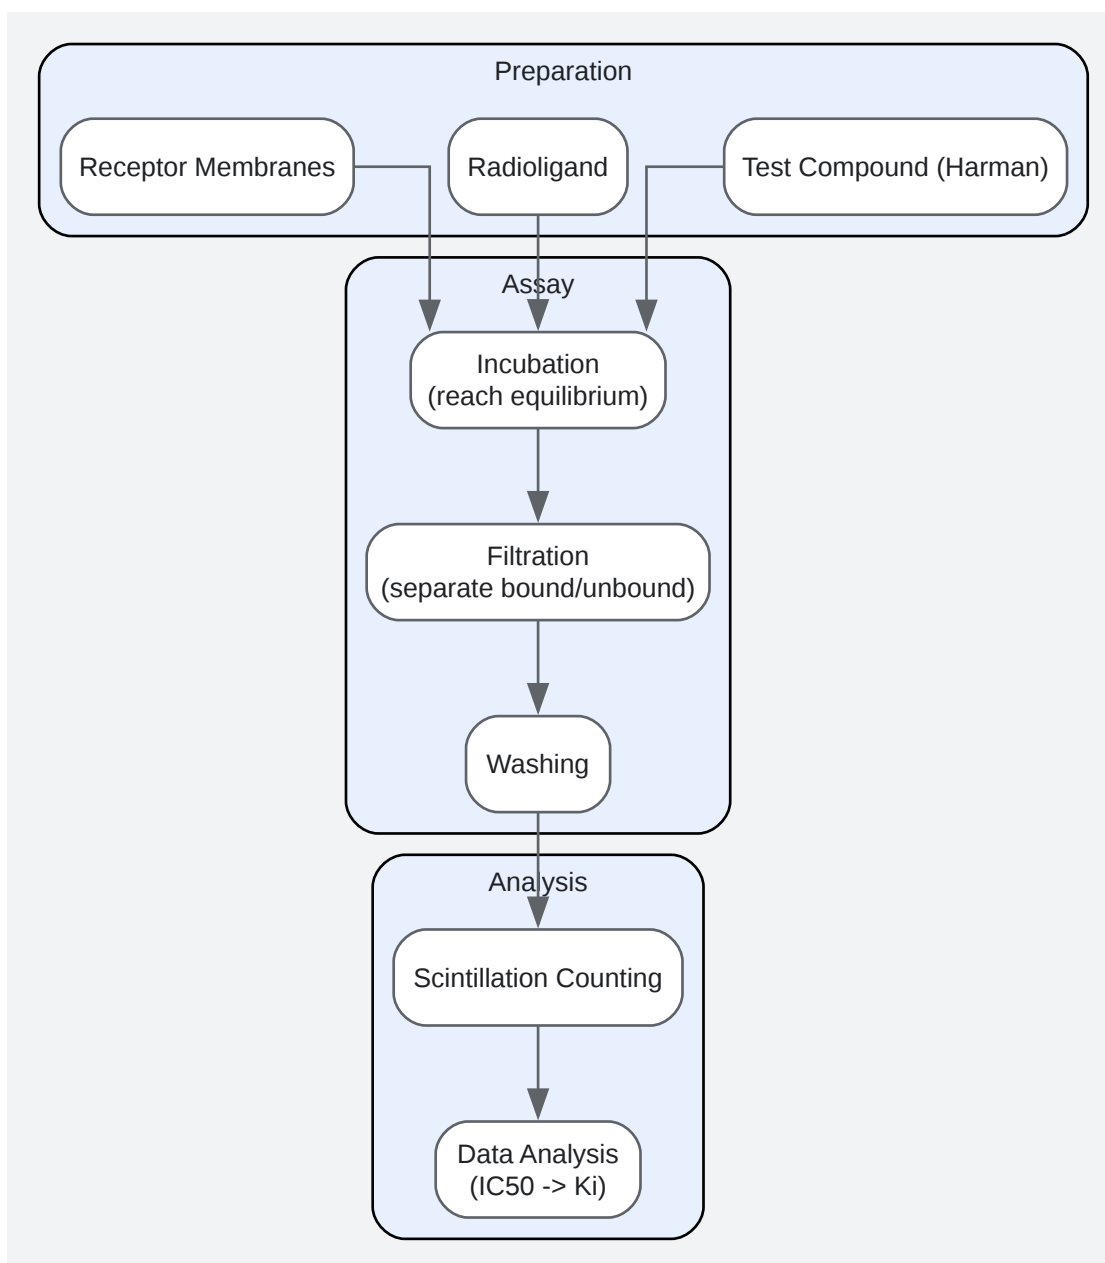 Preparation
Receptor Membranes
Radioligand
Test Compound (Harman)
Assay
Incubation
(reach equilibrium)
Filtration
(separate bound/unbound)
Washing
Analysis
Scintillation Counting
Data Analysis
(IC50 -> Ki)